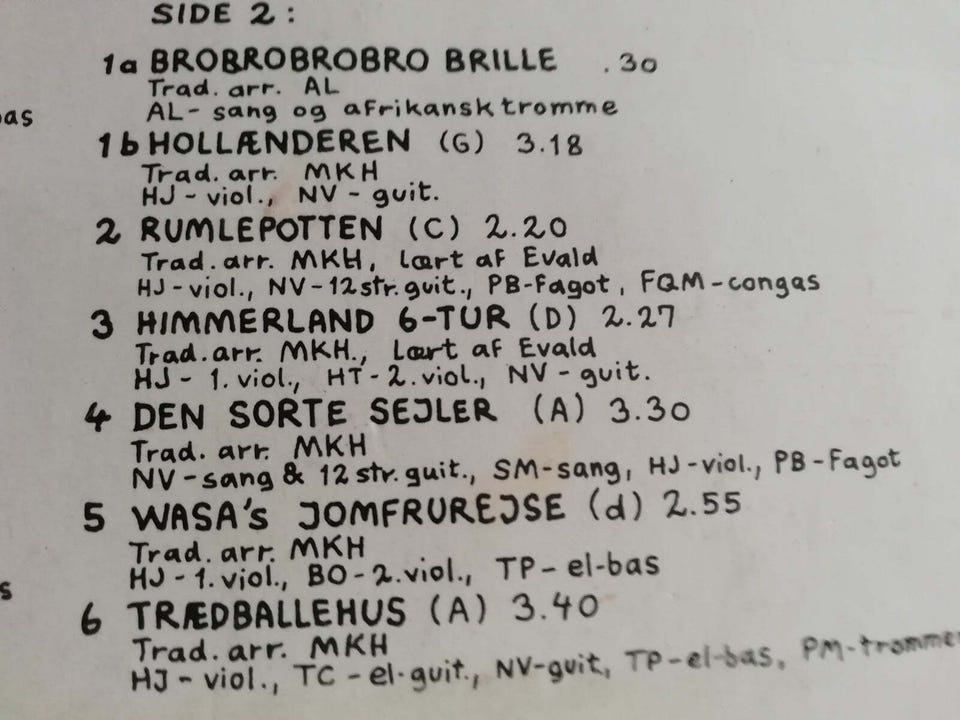 SIDE 2:
1a BROBROBROBRO BRILLE .30
Trad. arr. AL
AL- sang og afrikansk tromme
1b HOLLÆNDEREN (G) 3.18
Trad. arr. MKH
HJ - viol., NV - guit.
2 RUMLEPOTTEN (C) 2.20
Trad. arr. MKH, lært af Evald
HJ-viol., NV-12str.guit., PB-Fagot, FQM-congas
3 HIMMERLAND 6-TUR (D) 2.27
Trad. arr. MKH., lært af Evald
HJ - 1. viol., HT - 2. viol., NV - guit.
4 DEN SORTE SEJLER (A) 3.30
Trad. arr. MKH
NV-sang & 12 str. guit., SM-sang, HJ-viol., PB-Fagot
5 WASA's JOMFRUREJSE (d) 2.55
Trad. arr. MKH
HJ - 1. viol., BO - 2. viol., TP- el-bas
6 TRÆDBALLEHUS (A) 3.40
Trad. arr. MKH
HJ - viol., TC - el-guit., NV-guit, TP-el-bas, PM-trommer